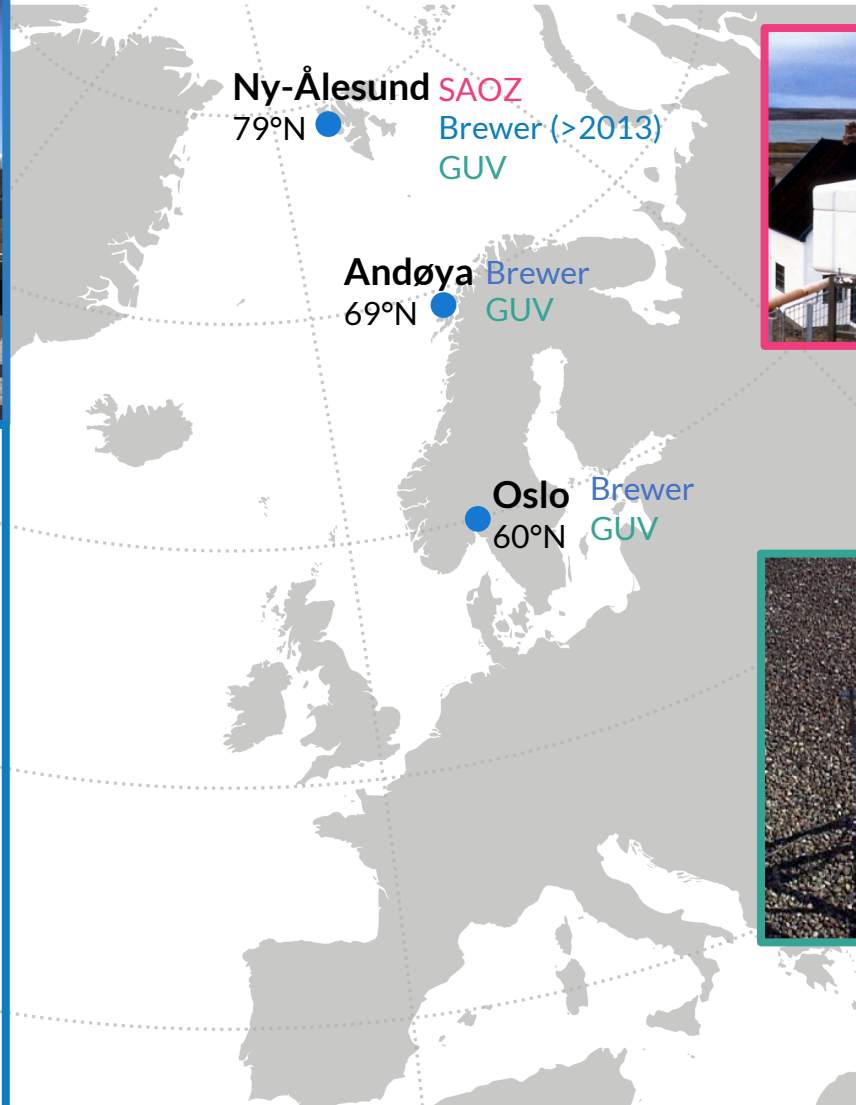 Ny-Ålesund SAOZ
79°N Brewer (>2013)
GUV
Andøya Brewer
69°N GUV
Oslo Brewer
60°N GUV